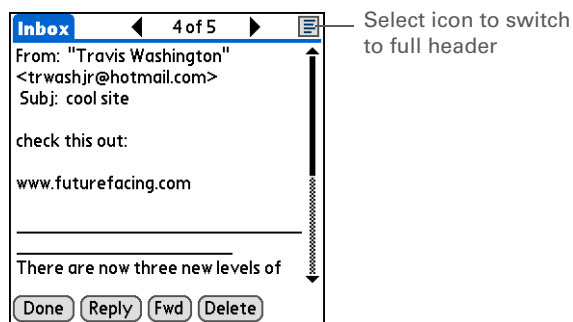 Inbox
4 of 5
Select icon to switch
to full header
From: "Travis Washington"
<trwashjr@hotmail.com>
Subj: cool site
check this out:
www.futurefacing.com
There are now three new levels of
Done Reply Fwd Delete